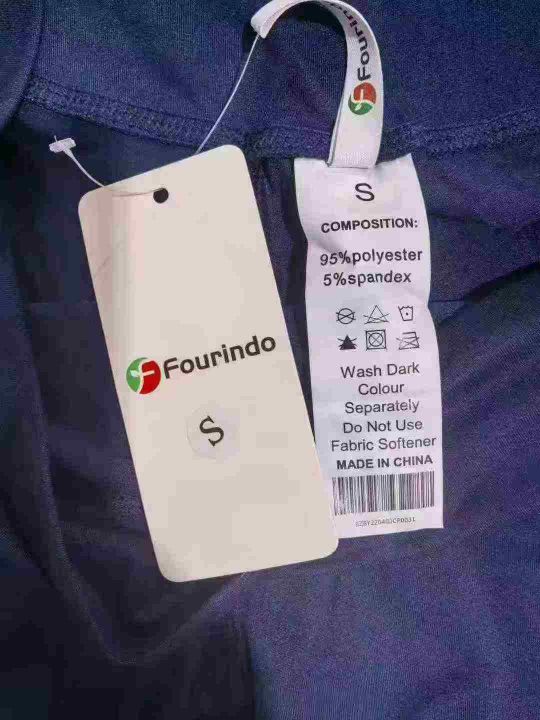 Fourindo
S
COMPOSITION:
95%polyester
5%spandex
Wash Dark
Colour
Separately
Do Not Use
Fabric Softener
MADE IN CHINA
Fourindo
S